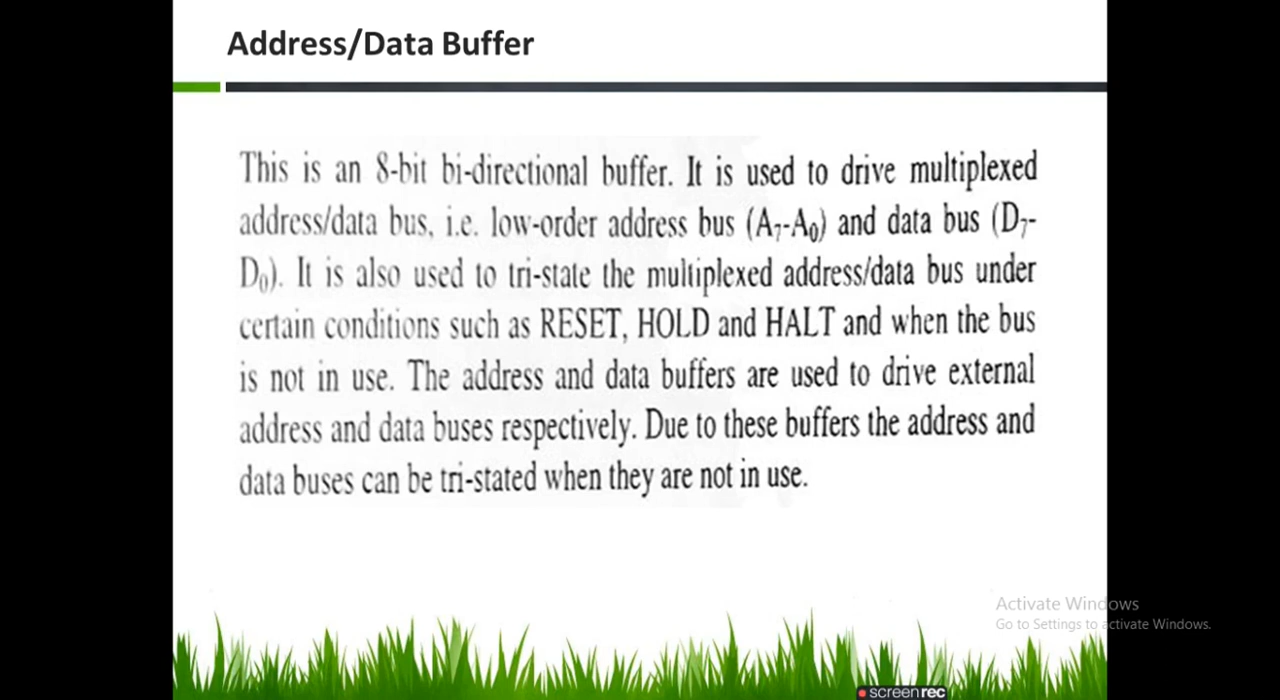 Address/Data Buffer
This is an 8-bit bi-directional buffer. It is used to drive multiplexed
address/data bus, i.e. low-order address bus (A₇-A₀) and data bus (D₇-
D₀). It is also used to tri-state the multiplexed address/data bus under
certain conditions such as RESET, HOLD and HALT and when the bus
is not in use. The address and data buffers are used to drive external
address and data buses respectively. Due to these buffers the address and
data buses can be tri-stated when they are not in use.
Activate Windows
Go to Settings to activate Windows.
screenrec